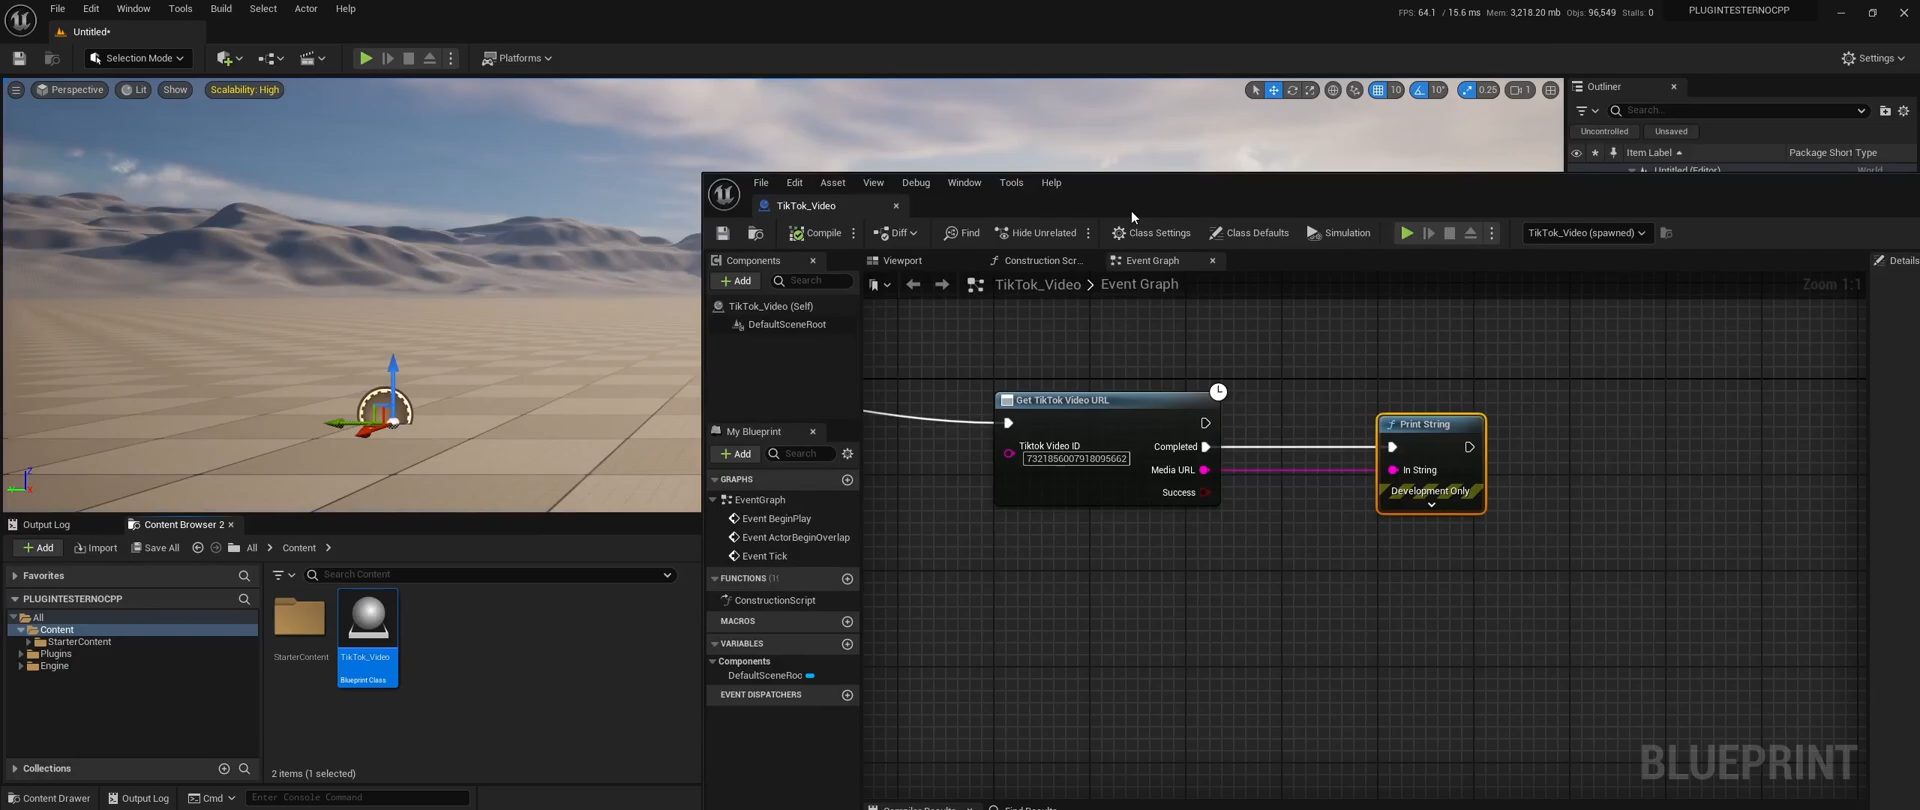 File Edit Window Tools Build Select Actor Help
FPS: 64.1 / 15.6 ms Mem: 3,218.20 mb Objs: 96,549 Stalls: 0 PLUGINTESTERNOCPP
Untitled*
Selection Mode Platforms Settings
Perspective Lit Show Scalability: High
10 10° 0.25 1
Outliner
Search...
Uncontrolled Unsaved
Item Label Package Short Type
Untitled (Editor) World
File Edit Asset View Debug Window Tools Help
TikTok_Video
Compile Diff Find Hide Unrelated Class Settings Class Defaults Simulation TikTok_Video (spawned)
Components Viewport Construction Scr... Event Graph Details
Add Search
TikTok_Video > Event Graph Zoom 1:1
TikTok_Video (Self)
DefaultSceneRoot
Get TikTok Video URL
Tiktok Video ID
7321856007918095662
Completed
Media URL
Success
Print String
In String
Development Only
My Blueprint
Add Search
GRAPHS
EventGraph
Event BeginPlay
Event ActorBeginOverlap
Event Tick
FUNCTIONS
ConstructionScript
MACROS
VARIABLES
Components
DefaultSceneRoo
EVENT DISPATCHERS
BLUEPRINT
Z
Y
X
Output Log Content Browser 2
Add Import Save All All > Content >
Favorites
Search Content
PLUGINTESTERNOCPP
All
Content
StarterContent
Plugins
Engine
StarterContent
TikTok_Video
Blueprint Class
Collections
2 items (1 selected)
Content Drawer Output Log Cmd Enter Console Command
Compiler Results Find Results